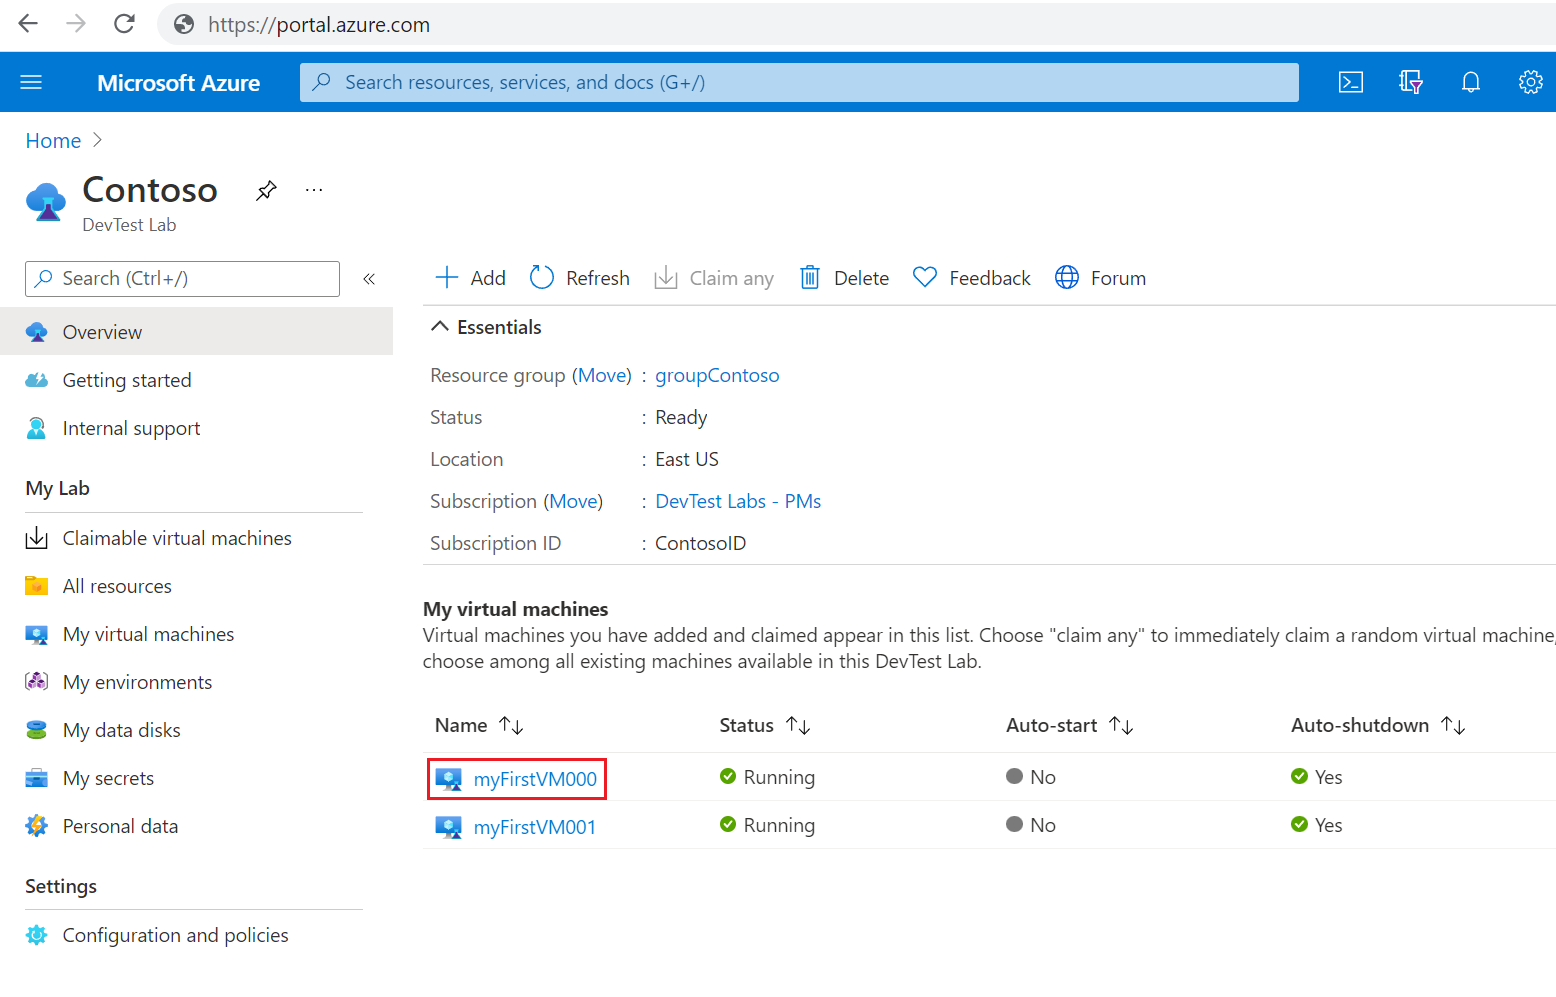 https://portal.azure.com
Microsoft Azure
Search resources, services, and docs (G+/)
Home
Contoso
...
DevTest Lab
Search (Ctrl+/)
«
Add
Refresh
Claim any
Delete
Feedback
Forum
Overview
Getting started
Internal support
My Lab
Claimable virtual machines
All resources
My virtual machines
My environments
My data disks
My secrets
Personal data
Settings
Configuration and policies
Essentials
Resource group (Move) : groupContoso
Status : Ready
Location : East US
Subscription (Move) : DevTest Labs - PMs
Subscription ID : ContosoID
My virtual machines
Virtual machines you have added and claimed appear in this list. Choose "claim any" to immediately claim a random virtual machine,
choose among all existing machines available in this DevTest Lab.
Name Status Auto-start Auto-shutdown
myFirstVM000 Running No Yes
myFirstVM001 Running No Yes